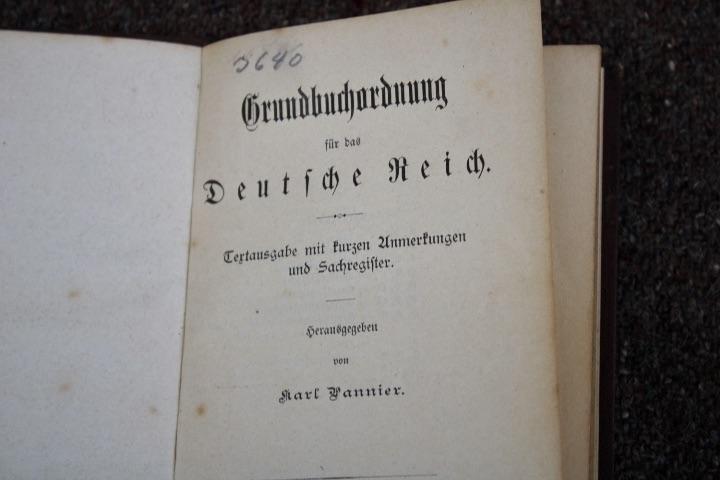 3640
Grundbuchordnung
für das
Deutsche Reich.
Textausgabe mit kurzen Anmerkungen
und Sachregister.
Herausgegeben
von
Karl Pannier.